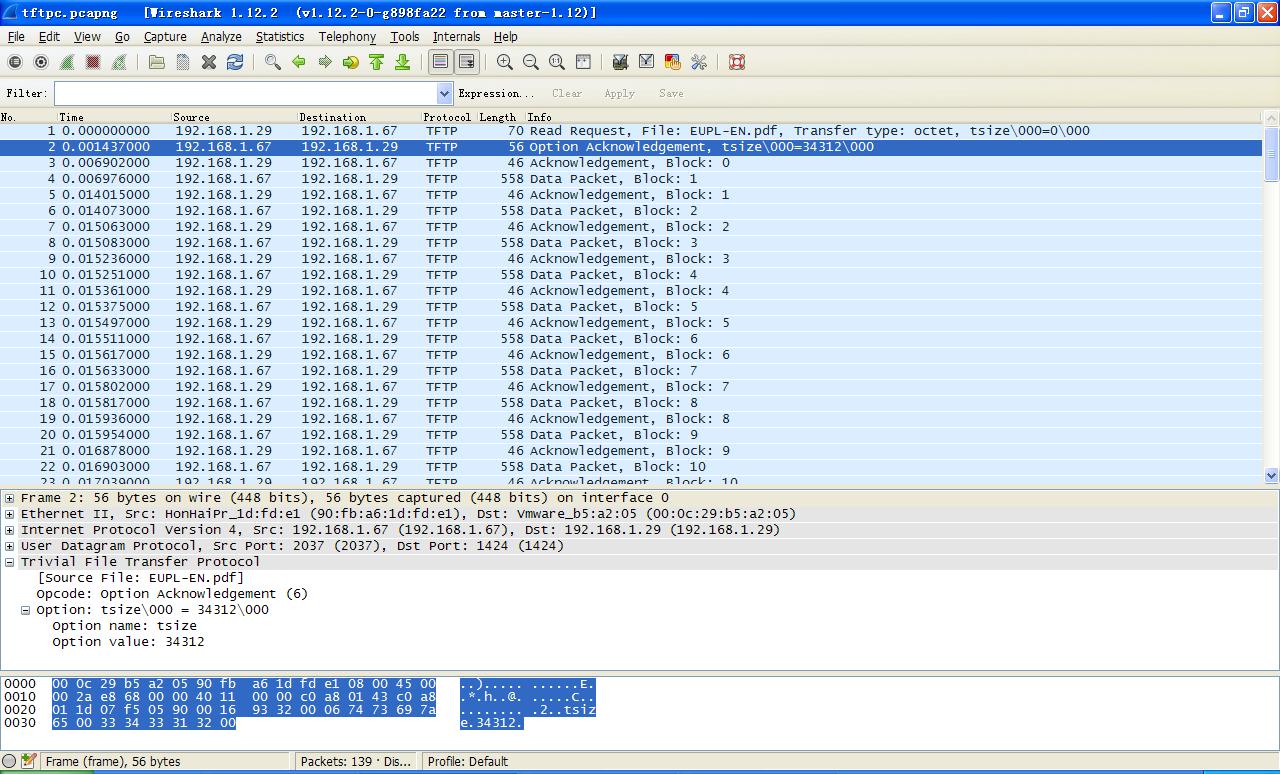 tftpc.pcapng [Wireshark 1.12.2 (v1.12.2-0-g898fa22 from master-1.12)]
File Edit View Go Capture Analyze Statistics Telephony Tools Internals Help
Filter: Expression... Clear Apply Save
No. Time Source Destination Protocol Length Info
1 0.000000000 192.168.1.29 192.168.1.67 TFTP 70 Read Request, File: EUPL-EN.pdf, Transfer type: octet, tsize\000=0\000
2 0.001437000 192.168.1.67 192.168.1.29 TFTP 56 Option Acknowledgement, tsize\000=34312\000
3 0.006902000 192.168.1.29 192.168.1.67 TFTP 46 Acknowledgement, Block: 0
4 0.006976000 192.168.1.67 192.168.1.29 TFTP 558 Data Packet, Block: 1
5 0.014015000 192.168.1.29 192.168.1.67 TFTP 46 Acknowledgement, Block: 1
6 0.014073000 192.168.1.67 192.168.1.29 TFTP 558 Data Packet, Block: 2
7 0.015063000 192.168.1.29 192.168.1.67 TFTP 46 Acknowledgement, Block: 2
8 0.015083000 192.168.1.67 192.168.1.29 TFTP 558 Data Packet, Block: 3
9 0.015236000 192.168.1.29 192.168.1.67 TFTP 46 Acknowledgement, Block: 3
10 0.015251000 192.168.1.67 192.168.1.29 TFTP 558 Data Packet, Block: 4
11 0.015361000 192.168.1.29 192.168.1.67 TFTP 46 Acknowledgement, Block: 4
12 0.015375000 192.168.1.67 192.168.1.29 TFTP 558 Data Packet, Block: 5
13 0.015497000 192.168.1.29 192.168.1.67 TFTP 46 Acknowledgement, Block: 5
14 0.015511000 192.168.1.67 192.168.1.29 TFTP 558 Data Packet, Block: 6
15 0.015617000 192.168.1.29 192.168.1.67 TFTP 46 Acknowledgement, Block: 6
16 0.015633000 192.168.1.67 192.168.1.29 TFTP 558 Data Packet, Block: 7
17 0.015802000 192.168.1.29 192.168.1.67 TFTP 46 Acknowledgement, Block: 7
18 0.015817000 192.168.1.67 192.168.1.29 TFTP 558 Data Packet, Block: 8
19 0.015936000 192.168.1.29 192.168.1.67 TFTP 46 Acknowledgement, Block: 8
20 0.015954000 192.168.1.67 192.168.1.29 TFTP 558 Data Packet, Block: 9
21 0.016878000 192.168.1.29 192.168.1.67 TFTP 46 Acknowledgement, Block: 9
22 0.016903000 192.168.1.67 192.168.1.29 TFTP 558 Data Packet, Block: 10
23 0.017039000 192.168.1.29 192.168.1.67 TFTP 46 Acknowledgement, Block: 10
Frame 2: 56 bytes on wire (448 bits), 56 bytes captured (448 bits) on interface 0
Ethernet II, Src: HonHaiPr_1d:fd:e1 (90:fb:a6:1d:fd:e1), Dst: Vmware_b5:a2:05 (00:0c:29:b5:a2:05)
Internet Protocol Version 4, Src: 192.168.1.67 (192.168.1.67), Dst: 192.168.1.29 (192.168.1.29)
User Datagram Protocol, Src Port: 2037 (2037), Dst Port: 1424 (1424)
Trivial File Transfer Protocol
[Source File: EUPL-EN.pdf]
Opcode: Option Acknowledgement (6)
Option: tsize\000 = 34312\000
Option name: tsize
Option value: 34312
0000 00 0c 29 b5 a2 05 90 fb a6 1d fd e1 08 00 45 00 ..)..... ......E.
0010 00 2a e8 68 00 00 40 11 00 00 c0 a8 01 43 c0 a8 .*.h..@. .....C..
0020 01 1d 07 f5 05 90 00 16 93 32 00 06 74 73 69 7a ........ .2..tsiz
0030 65 00 33 34 33 31 32 00 e.34312.
Frame (frame), 56 bytes Packets: 139 · Dis... Profile: Default